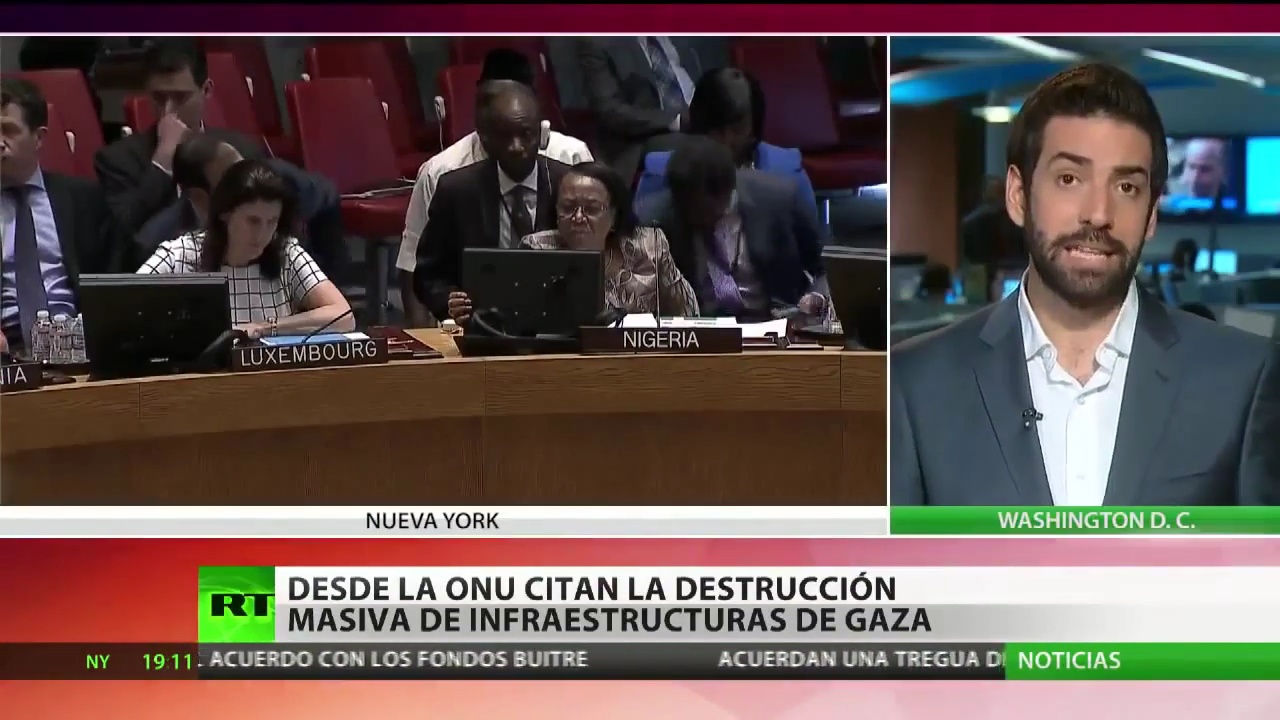 NIA
LUXEMBOURG
NIGERIA
NUEVA YORK
WASHINGTON D. C.
RT
DESDE LA ONU CITAN LA DESTRUCCIÓN
MASIVA DE INFRAESTRUCTURAS DE GAZA
NY 19:11 . ACUERDO CON LOS FONDOS BUITRE ACUERDAN UNA TREGUA D NOTICIAS